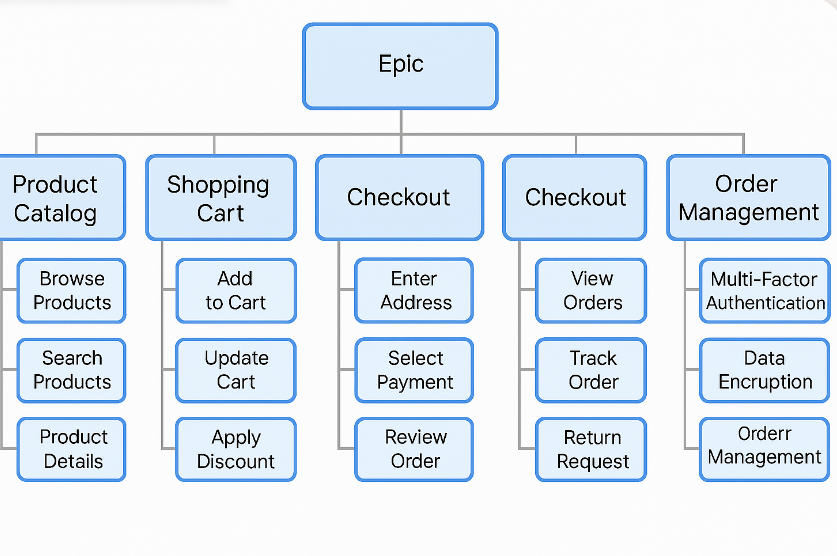 Epic
Product
Catalog
Shopping
Cart
Checkout
Checkout
Order
Management
Browse
Products
Add
to Cart
Enter
Address
View
Orders
Multi-Factor
Authentication
Search
Products
Update
Cart
Select
Payment
Track
Order
Data
Encruption
Product
Details
Apply
Discount
Review
Order
Return
Request
Orderr
Management